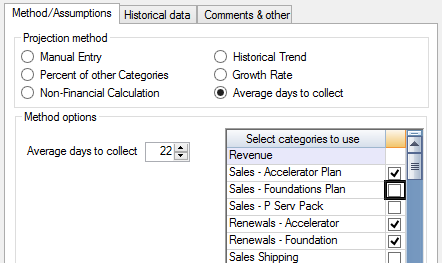 Method/Assumptions Historical data Comments & other
Projection method
Manual Entry Historical Trend
Percent of other Categories Growth Rate
Non-Financial Calculation Average days to collect
Method options
Average days to collect 22
Select categories to use
Revenue
Sales - Accelerator Plan
Sales - Foundations Plan
Sales - P Serv Pack
Renewals - Accelerator
Renewals - Foundation
Sales Shipping